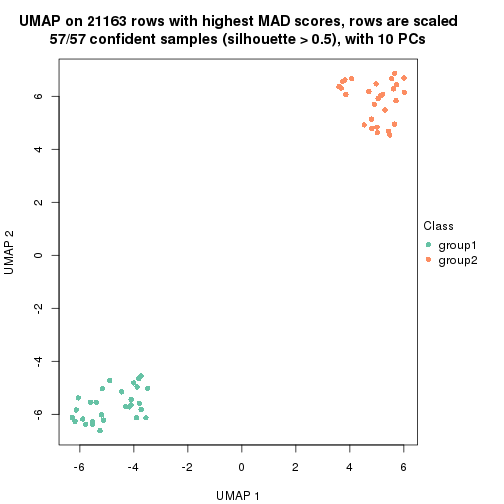 UMAP on 21163 rows with highest MAD scores, rows are scaled
57/57 confident samples (silhouette > 0.5), with 10 PCs
6
4
2
0
-2
-4
-6
UMAP 2
-6
-4
-2
0
2
4
6
UMAP 1
Class
group1
group2